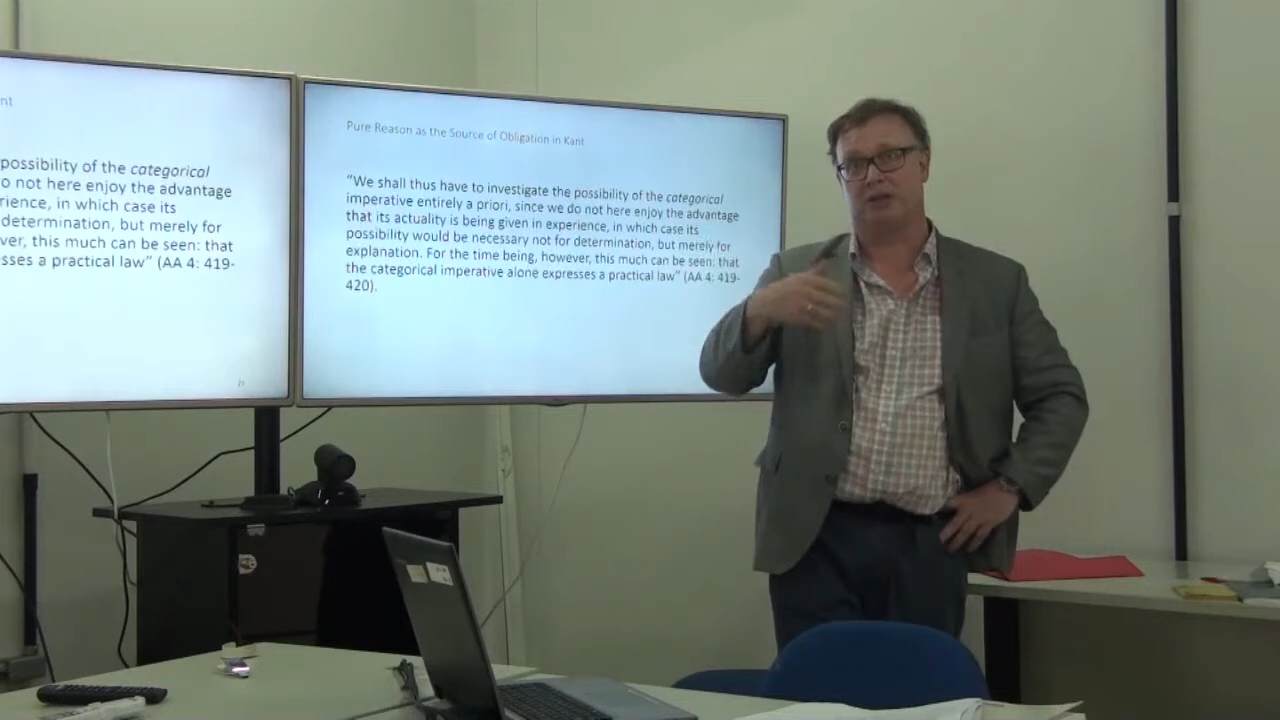 nt
possibility of the categorical
o not here enjoy the advantage
rience, in which case its
determination, but merely for
ver, this much can be seen: that
sses a practical law” (AA 4: 419-
21
Pure Reason as the Source of Obligation in Kant
“We shall thus have to investigate the possibility of the categorical
imperative entirely a priori, since we do not here enjoy the advantage
that its actuality is being given in experience, in which case its
possibility would be necessary not for determination, but merely for
explanation. For the time being, however, this much can be seen: that
the categorical imperative alone expresses a practical law” (AA 4: 419-
420).